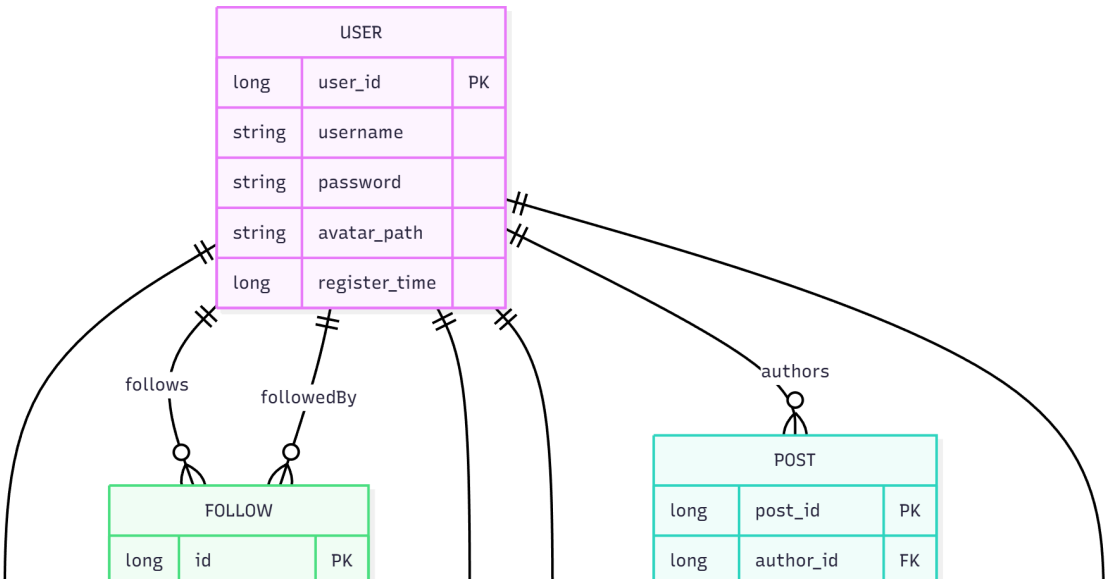 USER
long user_id PK
string username
string password
string avatar_path
long register_time
follows
followedBy
authors
FOLLOW
long id PK
POST
long post_id PK
long author_id FK